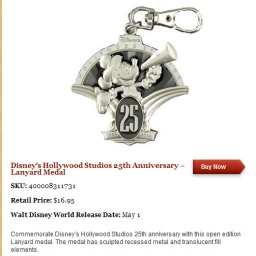 Disney's
25
Disney's Hollywood Studios 25th Anniversary –
Lanyard Medal
Buy Now
SKU: 400008311731
Retail Price: $16.95
Walt Disney World Release Date: May 1
Commemorate Disney's Hollywood Studios 25th anniversary with this open edition
Lanyard medal. The medal has sculpted recessed metal and translucent fill
elements.